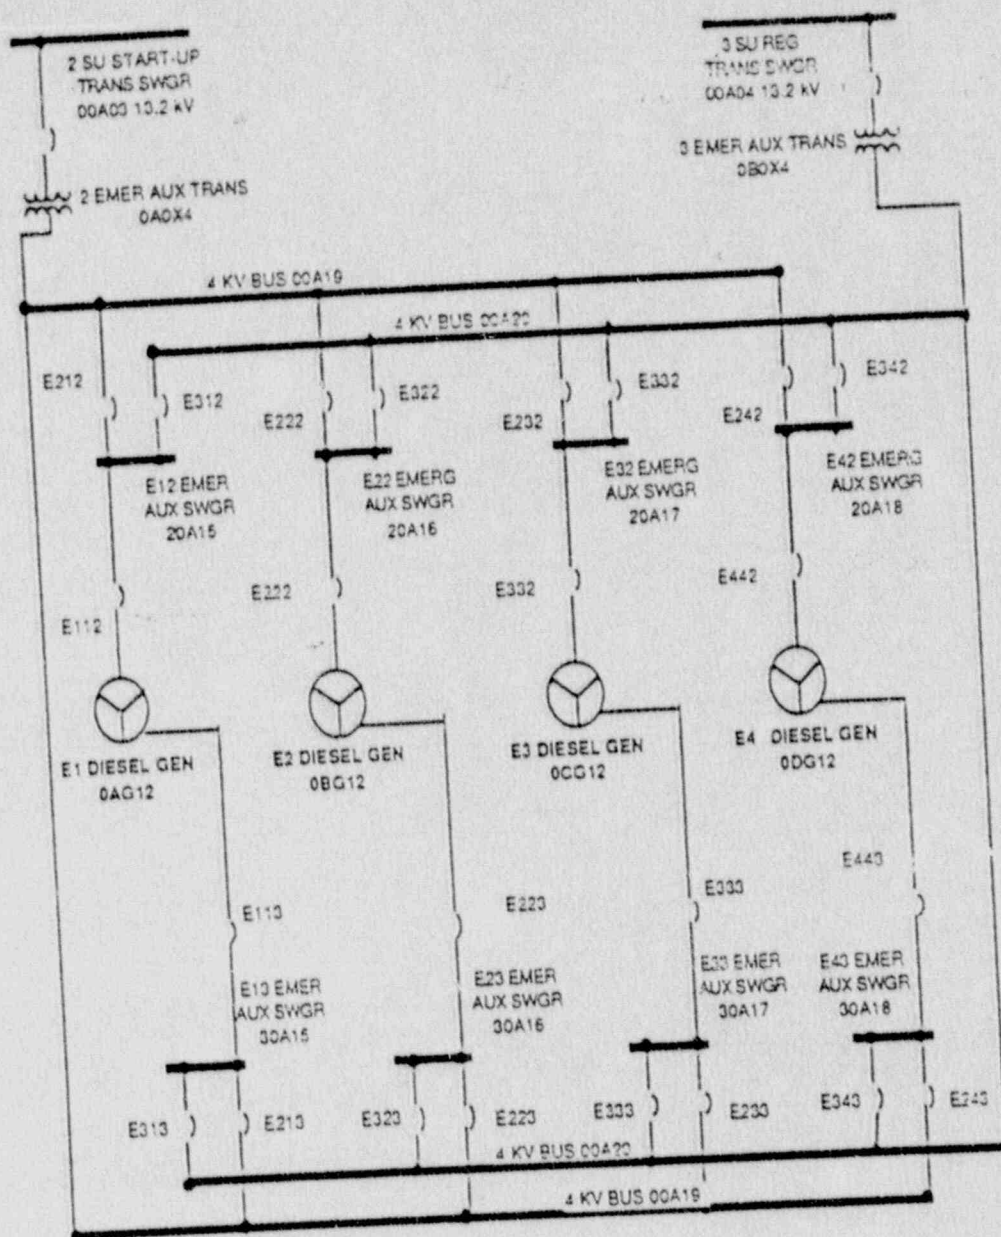 2 SU START-UP
TRANS SWGR
00A03 13.2 kV
3 SU REG
TRANS SWGR
00A04 13.2 kV
2 EMER AUX TRANS
0A0X4
3 EMER AUX TRANS
0B0X4
4 KV BUS 00A19
4 KV BUS 00A20
E212
E312
E222
E322
E232
E332
E242
E342
E12 EMER
AUX SWGR
20A15
E22 EMERG
AUX SWGR
20A16
E32 EMERG
AUX SWGR
20A17
E42 EMERG
AUX SWGR
20A18
E112
E222
E332
E442
E1 DIESEL GEN
0AG12
E2 DIESEL GEN
0BG12
E3 DIESEL GEN
0CG12
E4 DIESEL GEN
0DG12
E113
E223
E333
E443
E13 EMER
AUX SWGR
30A15
E23 EMER
AUX SWGR
30A16
E33 EMER
AUX SWGR
30A17
E43 EMER
AUX SWGR
30A18
E313
E213
E323
E223
E333
E233
E343
E243
4 KV BUS 00A20
4 KV BUS 00A19